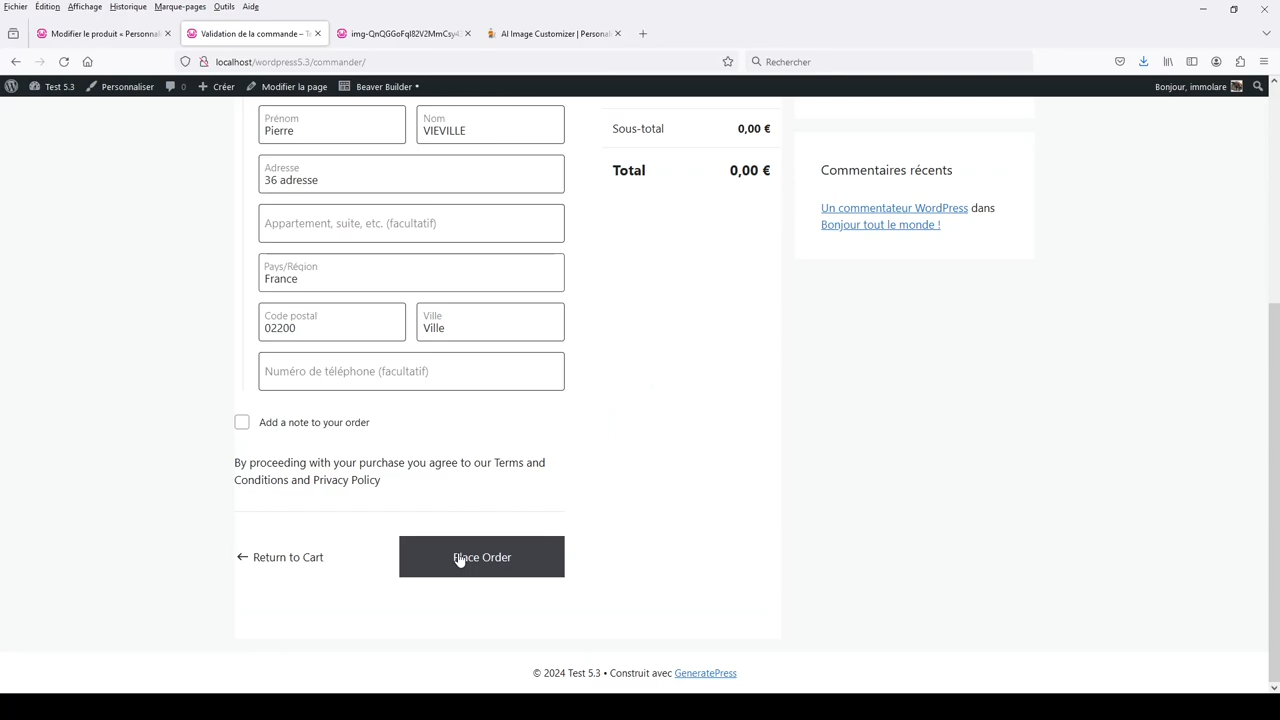 Fichier Édition Affichage Historique Marque-pages Outils Aide
Modifier le produit « Personnal
Validation de la commande – Te
img-QnQGGoFqI82V2MmCsy4
AI Image Customizer | Personal
localhost/wordpress5.3/commander/
Rechercher
Test 5.3 Personnaliser 0 Créer Modifier la page Beaver Builder
Bonjour, immolare
Prénom
Pierre
Nom
VIEVILLE
Adresse
36 adresse
Appartement, suite, etc. (facultatif)
Pays/Région
France
Code postal
02200
Ville
Ville
Numéro de téléphone (facultatif)
Add a note to your order
By proceeding with your purchase you agree to our Terms and
Conditions and Privacy Policy
Return to Cart
Place Order
Sous-total 0,00 €
Total 0,00 €
Commentaires récents
Un commentateur WordPress dans
Bonjour tout le monde !
© 2024 Test 5.3 • Construit avec GeneratePress